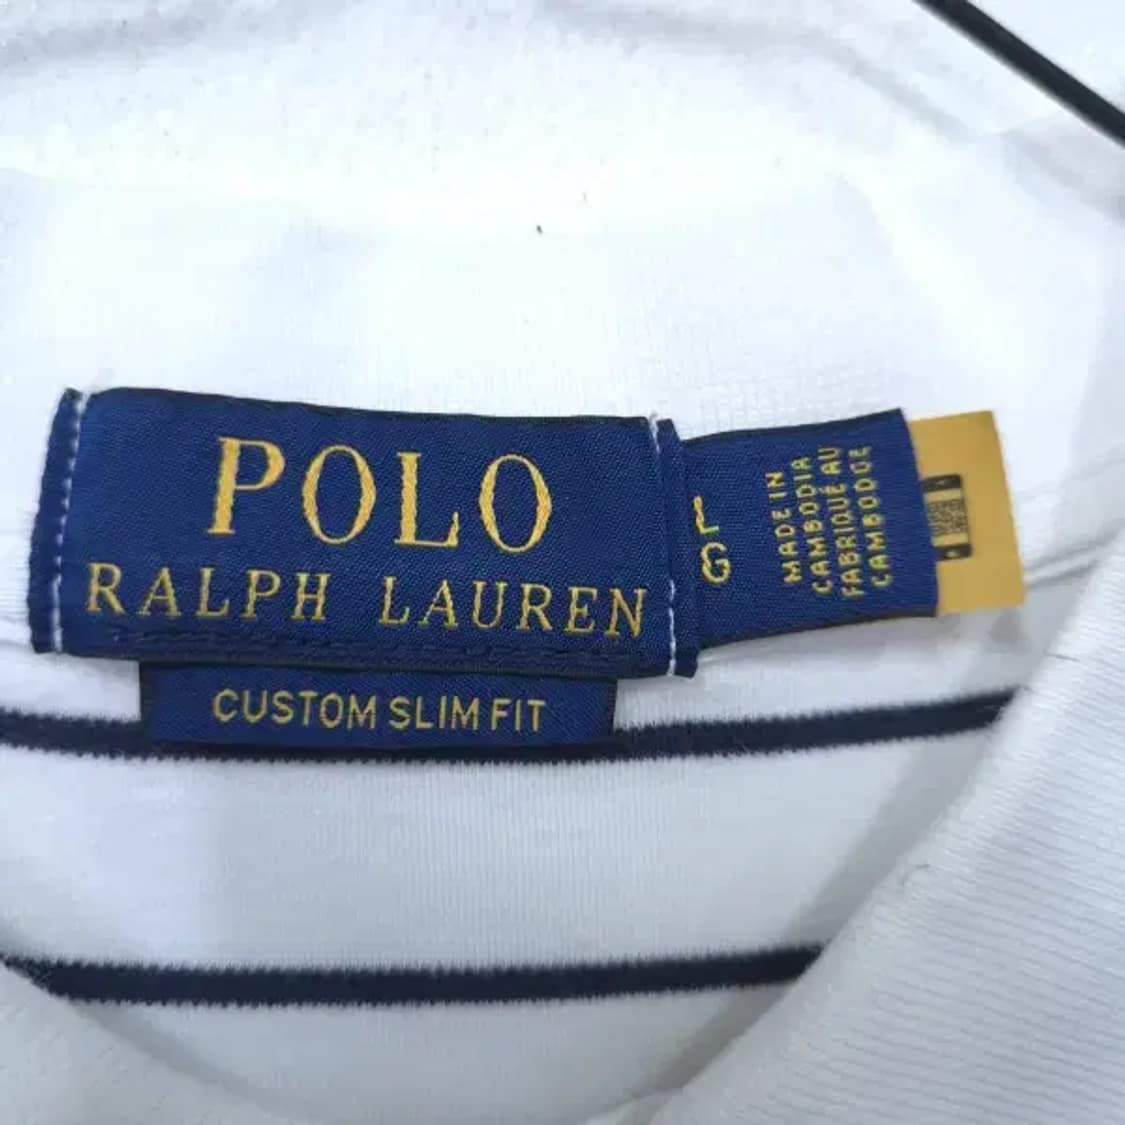 POLO
RALPH LAUREN
CUSTOM SLIM FIT
L
G
MADE IN
CAMBODIA
FABRIQUÉ AU
CAMBODGE